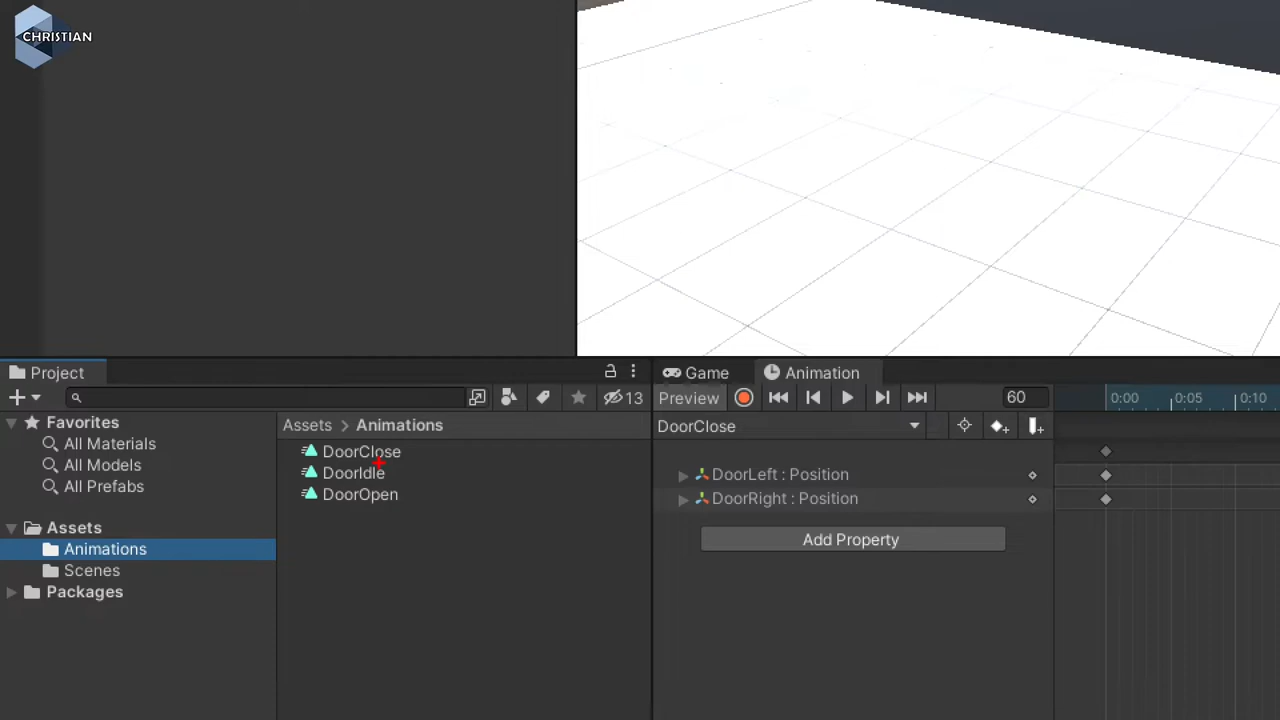 CHRISTIAN
Project
13
Favorites
All Materials
All Models
All Prefabs
Assets
Animations
Scenes
Packages
Assets > Animations
DoorClose
DoorIdle
DoorOpen
Game
Animation
Preview
60
0:00
0:05
0:10
DoorClose
DoorLeft : Position
DoorRight : Position
Add Property